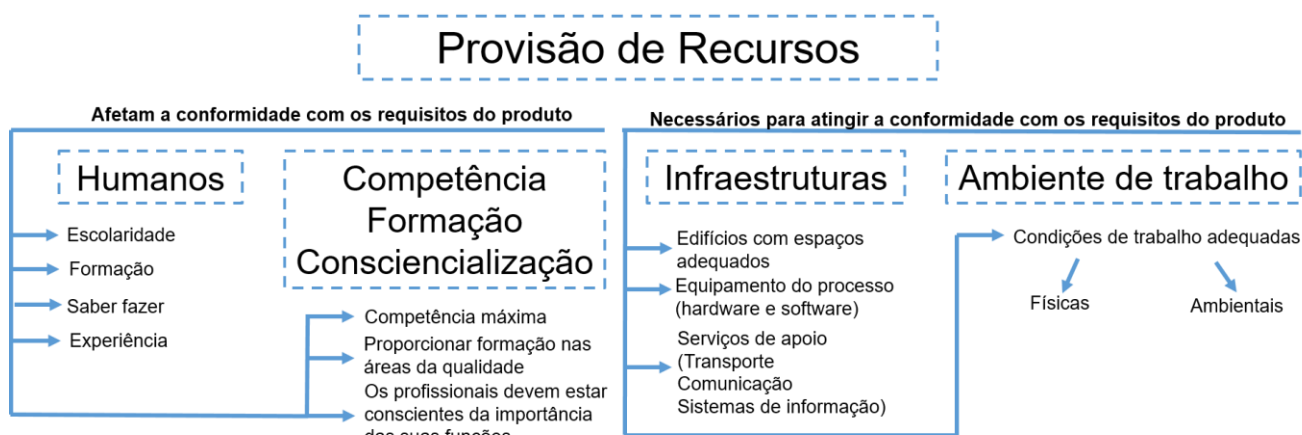 Provisão de Recursos
Afetam a conformidade com os requisitos do produto
Humanos
Escolaridade
Formação
Saber fazer
Experiência
Competência
Formação
Consciencialização
Competência máxima
Proporcionar formação nas
áreas da qualidade
Os profissionais devem estar
conscientes da importância
das suas funções
Necessários para atingir a conformidade com os requisitos do produto
Infraestruturas
Edifícios com espaços
adequados
Equipamento do processo
(hardware e software)
Serviços de apoio
(Transporte
Comunicação
Sistemas de informação)
Ambiente de trabalho
Condições de trabalho adequadas
Físicas
Ambientais